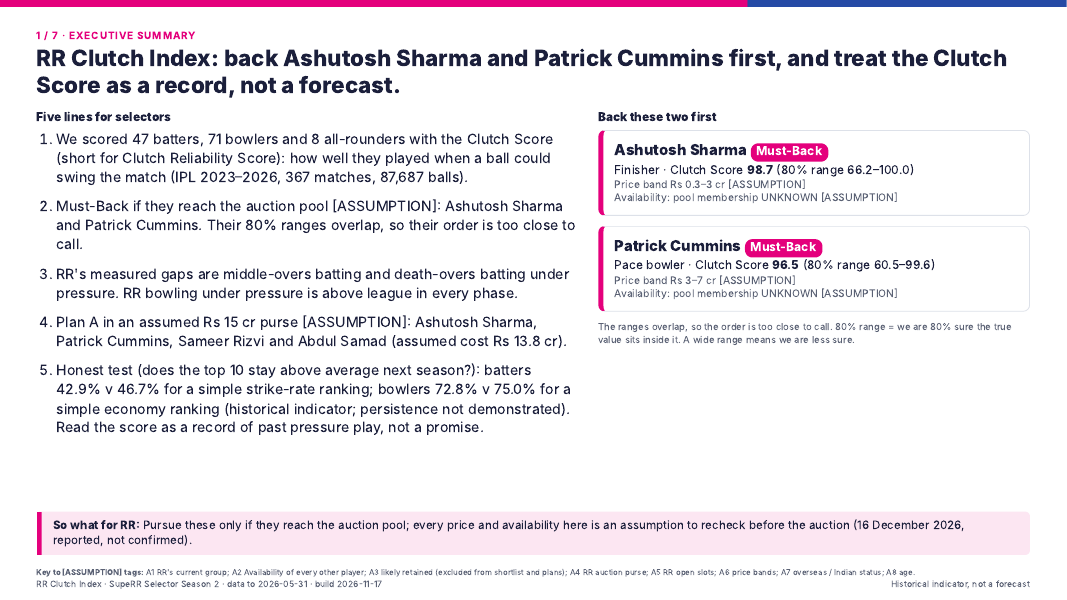 1 / 7 · EXECUTIVE SUMMARY
RR Clutch Index: back Ashutosh Sharma and Patrick Cummins first, and treat the Clutch
Score as a record, not a forecast.
Five lines for selectors
1. We scored 47 batters, 71 bowlers and 8 all-rounders with the Clutch Score
(short for Clutch Reliability Score): how well they played when a ball could
swing the match (IPL 2023–2026, 367 matches, 87,687 balls).
2. Must-Back if they reach the auction pool [ASSUMPTION]: Ashutosh Sharma
and Patrick Cummins. Their 80% ranges overlap, so their order is too close to
call.
3. RR's measured gaps are middle-overs batting and death-overs batting under
pressure. RR bowling under pressure is above league in every phase.
4. Plan A in an assumed Rs 15 cr purse [ASSUMPTION]: Ashutosh Sharma,
Patrick Cummins, Sameer Rizvi and Abdul Samad (assumed cost Rs 13.8 cr).
5. Honest test (does the top 10 stay above average next season?): batters
42.9% v 46.7% for a simple strike-rate ranking; bowlers 72.8% v 75.0% for a
simple economy ranking (historical indicator; persistence not demonstrated).
Read the score as a record of past pressure play, not a promise.
Back these two first
Ashutosh Sharma Must-Back
Finisher · Clutch Score 98.7 (80% range 66.2–100.0)
Price band Rs 0.3–3 cr [ASSUMPTION]
Availability: pool membership UNKNOWN [ASSUMPTION]
Patrick Cummins Must-Back
Pace bowler · Clutch Score 96.5 (80% range 60.5–99.6)
Price band Rs 3–7 cr [ASSUMPTION]
Availability: pool membership UNKNOWN [ASSUMPTION]
The ranges overlap, so the order is too close to call. 80% range = we are 80% sure the true
value sits inside it. A wide range means we are less sure.
So what for RR: Pursue these only if they reach the auction pool; every price and availability here is an assumption to recheck before the auction (16 December 2026,
reported, not confirmed).
Key to [ASSUMPTION] tags: A1 RR's current group; A2 Availability of every other player; A3 likely retained (excluded from shortlist and plans); A4 RR auction purse; A5 RR open slots; A6 price bands; A7 overseas / Indian status; A8 age.
RR Clutch Index · SupeRR Selector Season 2 · data to 2026-05-31 · build 2026-11-17
Historical indicator, not a forecast